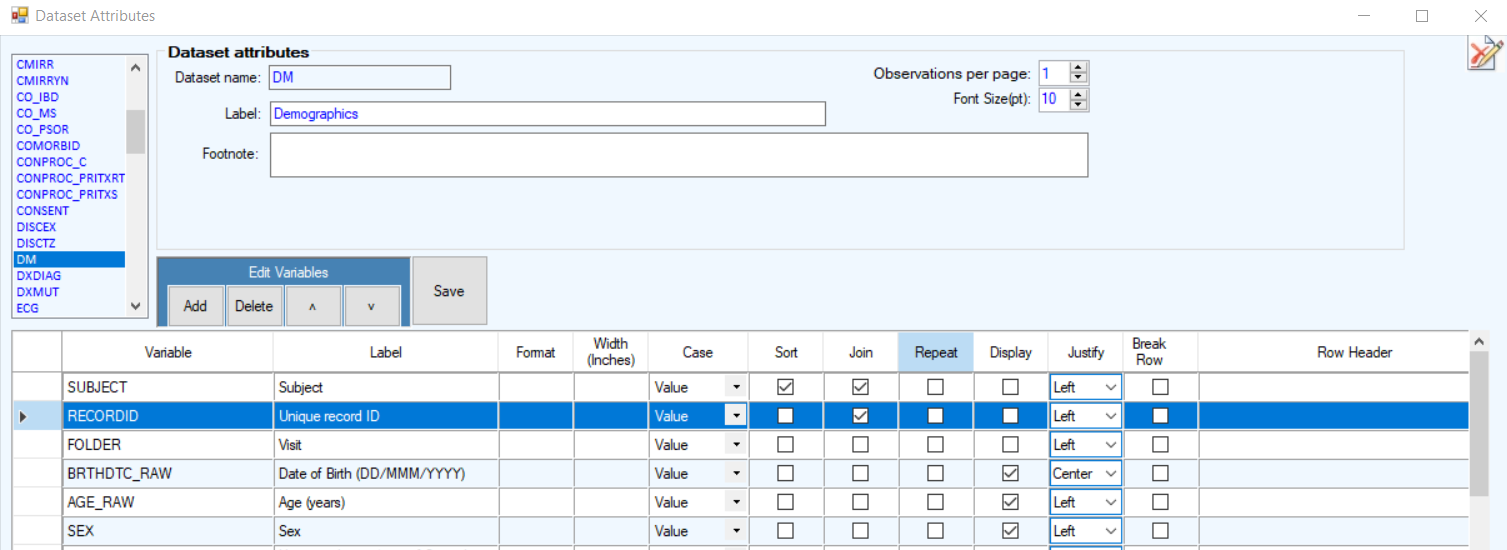 Dataset Attributes
CMIRR
CMIRRYN
CO_IBD
CO_MS
CO_PSOR
COMORBID
CONPROC_C
CONPROC_PRITXRT
CONPROC_PRITXS
CONSENT
DISCEX
DISCTZ
DM
DXDIAG
DXMUT
ECG
Dataset attributes
Dataset name: DM
Observations per page: 1
Font Size(pt): 10
Label: Demographics
Footnote:
Edit Variables
Add Delete ^ v
Save
Variable Label Format Width (Inches) Case Sort Join Repeat Display Justify Break Row Row Header
SUBJECT Subject Value Left
RECORDID Unique record ID Value Left
FOLDER Visit Value Left
BRTHDTC_RAW Date of Birth (DD/MMM/YYYY) Value Center
AGE_RAW Age (years) Value Left
SEX Sex Value Left